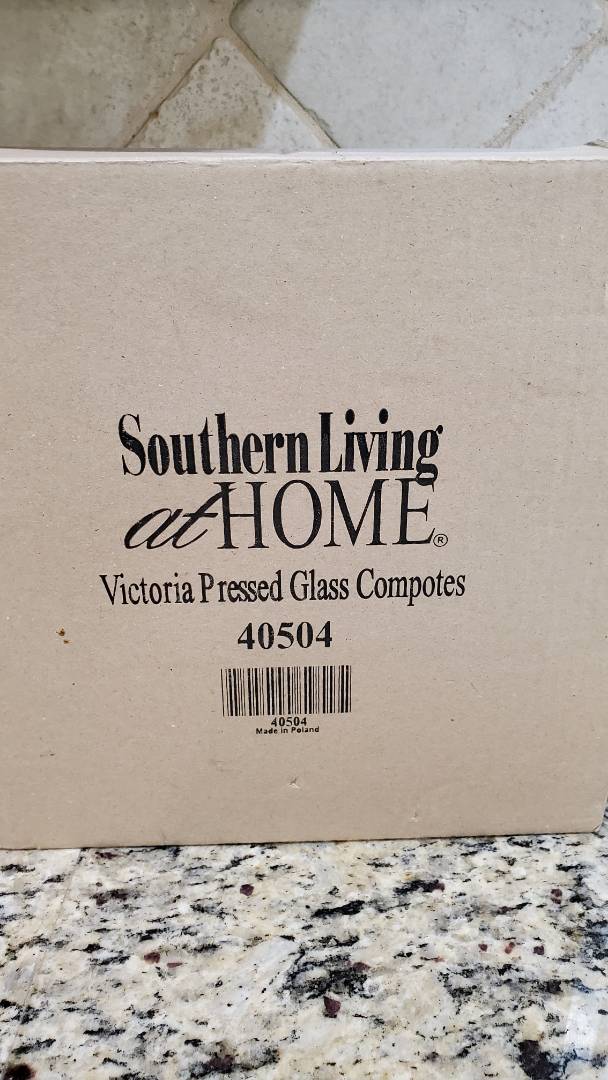 Southern Living
at HOME®
Victoria Pressed Glass Compotes
40504
40504
Made in Poland